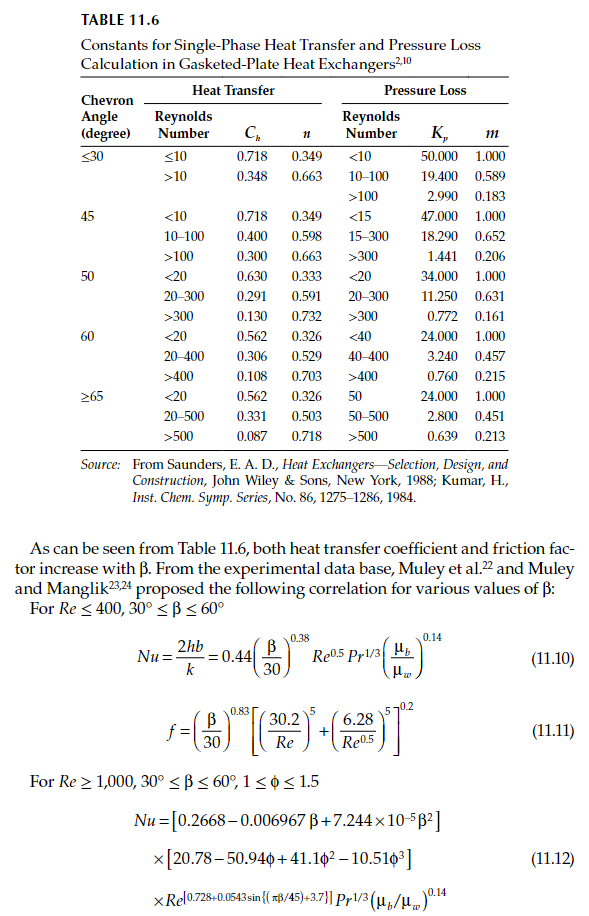 TABLE 11.6
Constants for Single-Phase Heat Transfer and Pressure Loss
Calculation in Gasketed-Plate Heat Exchangers2,10
Chevron Angle (degree) Heat Transfer Pressure Loss
Reynolds Number Ch n Reynolds Number Kp m
≤30 ≤10 0.718 0.349 <10 50.000 1.000
>10 0.348 0.663 10–100 19.400 0.589
>100 2.990 0.183
45 <10 0.718 0.349 <15 47.000 1.000
10–100 0.400 0.598 15–300 18.290 0.652
>100 0.300 0.663 >300 1.441 0.206
50 <20 0.630 0.333 <20 34.000 1.000
20–300 0.291 0.591 20–300 11.250 0.631
>300 0.130 0.732 >300 0.772 0.161
60 <20 0.562 0.326 <40 24.000 1.000
20–400 0.306 0.529 40–400 3.240 0.457
>400 0.108 0.703 >400 0.760 0.215
≥65 <20 0.562 0.326 50 24.000 1.000
20–500 0.331 0.503 50–500 2.800 0.451
>500 0.087 0.718 >500 0.639 0.213
Source: From Saunders, E. A. D., Heat Exchangers—Selection, Design, and
Construction, John Wiley & Sons, New York, 1988; Kumar, H.,
Inst. Chem. Symp. Series, No. 86, 1275–1286, 1984.
As can be seen from Table 11.6, both heat transfer coefficient and friction fac-
tor increase with β. From the experimental data base, Muley et al.22 and Muley
and Manglik23,24 proposed the following correlation for various values of β:
For Re ≤ 400, 30° ≤ β ≤ 60°
Nu = 2hb/k = 0.44 (β/30)^0.38 Re^0.5 Pr^1/3 (μb/μw)^0.14 (11.10)
f = (β/30)^0.83 [(30.2/Re)^5 + (6.28/Re^0.5)^5]^0.2 (11.11)
For Re ≥ 1,000, 30° ≤ β ≤ 60°, 1 ≤ ϕ ≤ 1.5
Nu = [0.2668 – 0.006967 β + 7.244 × 10^-5 β^2]
× [20.78 – 50.94ϕ + 41.1ϕ^2 – 10.51ϕ^3] (11.12)
× Re^[0.728+0.0543 sin{(πβ/45)+3.7}] Pr^1/3 (μb/μw)^0.14